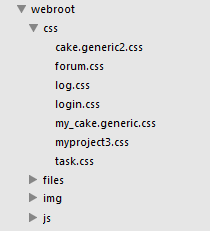 webroot
css
cake.generic2.css
forum.css
log.css
login.css
my_cake.generic.css
myproject3.css
task.css
files
img
js